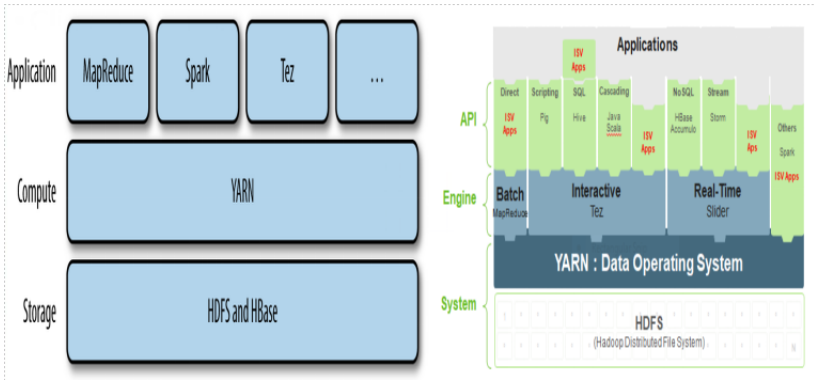 Application
MapReduce
Spark
Tez
...
Compute
YARN
Storage
HDFS and HBase
Applications
ISV
Apps
API
Direct
ISV
Apps
Scripting
Pig
SQL
Hive
Cascading
Java
Scala
ISV
Apps
NoSQL
HBase
Accumulo
Stream
Storm
ISV
Aps
Others
Spark
ISV Apps
Engine
Batch
MapReduce
Interactive
Tez
Real-Time
Slider
System
YARN : Data Operating System
HDFS
(Hadoop Distributed File System)